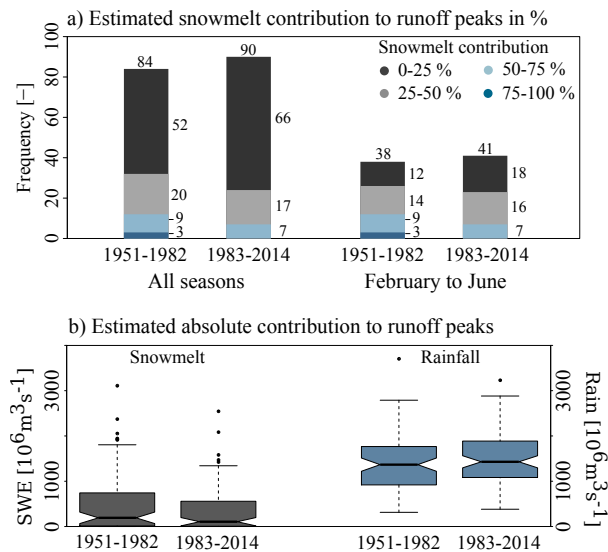 a) Estimated snowmelt contribution to runoff peaks in %
Frequency [−]
0 20 40 60 80 100
Snowmelt contribution
0-25 %
25-50 %
50-75 %
75-100 %
84
52
20
9
3
90
66
17
7
38
12
14
9
3
41
18
16
7
1951-1982 1983-2014 1951-1982 1983-2014
All seasons February to June
b) Estimated absolute contribution to runoff peaks
SWE [10⁶m3s-1]
0 1000 3000
Snowmelt Rainfall
0 1000 3000
Rain [10⁶m3s-1]
1951-1982 1983-2014 1951-1982 1983-2014